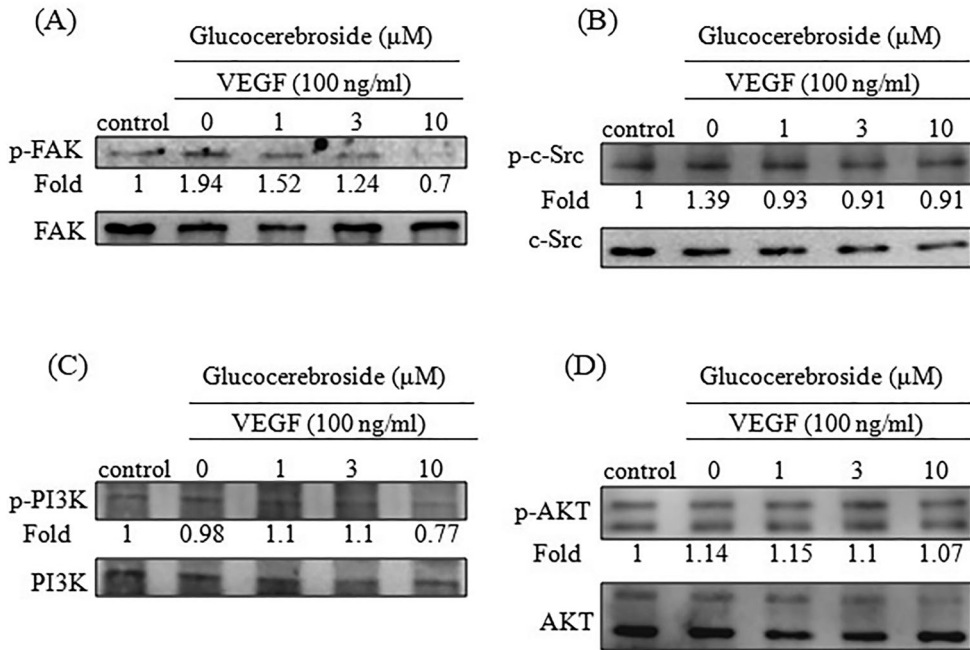 (A)
Glucocerebroside (µM)
VEGF (100 ng/ml)
control 0 1 3 10
p-FAK
Fold 1 1.94 1.52 1.24 0.7
FAK
(B)
Glucocerebroside (µM)
VEGF (100 ng/ml)
control 0 1 3 10
p-c-Src
Fold 1 1.39 0.93 0.91 0.91
c-Src
(C)
Glucocerebroside (µM)
VEGF (100 ng/ml)
control 0 1 3 10
p-PI3K
Fold 1 0.98 1.1 1.1 0.77
PI3K
(D)
Glucocerebroside (µM)
VEGF (100 ng/ml)
control 0 1 3 10
p-AKT
Fold 1 1.14 1.15 1.1 1.07
AKT